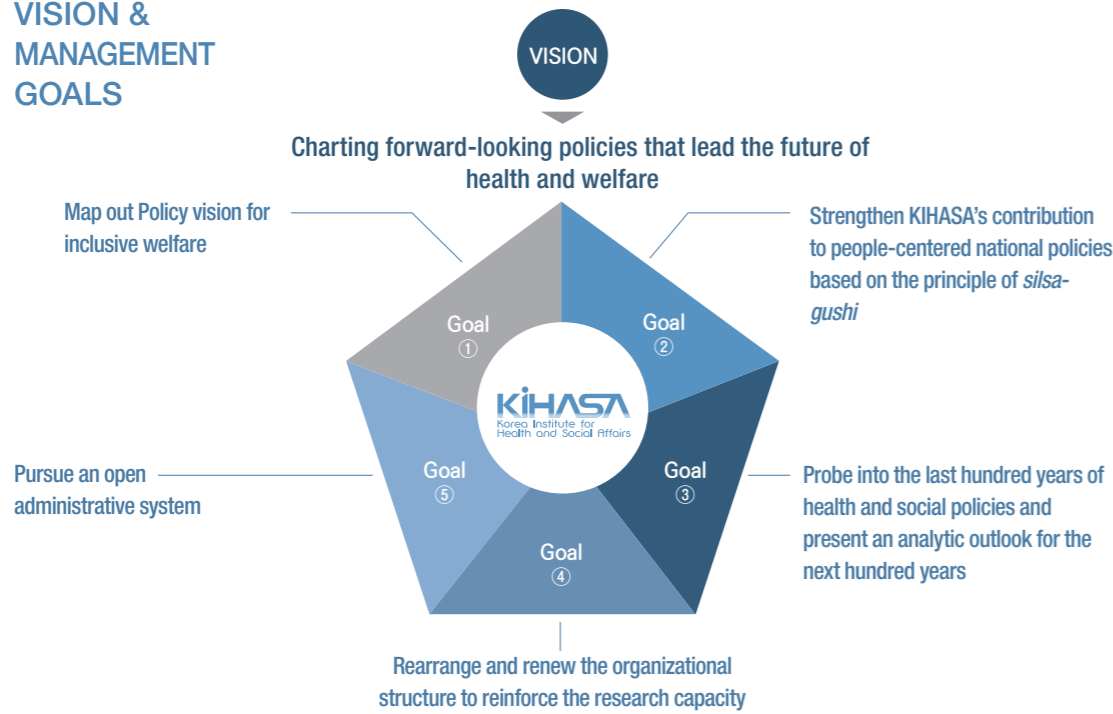 VISION &
MANAGEMENT
GOALS
VISION
Charting forward-looking policies that lead the future of
health and welfare
Map out Policy vision for
inclusive welfare
Strengthen KIHASA's contribution
to people-centered national policies
based on the principle of silsa-
gushi
Goal
①
Goal
②
KiHASA
Korea Institute for
Health and Social Affairs
Goal
⑤
Goal
③
Pursue an open
administrative system
Probe into the last hundred years of
health and social policies and
present an analytic outlook for the
next hundred years
Goal
④
Rearrange and renew the organizational
structure to reinforce the research capacity